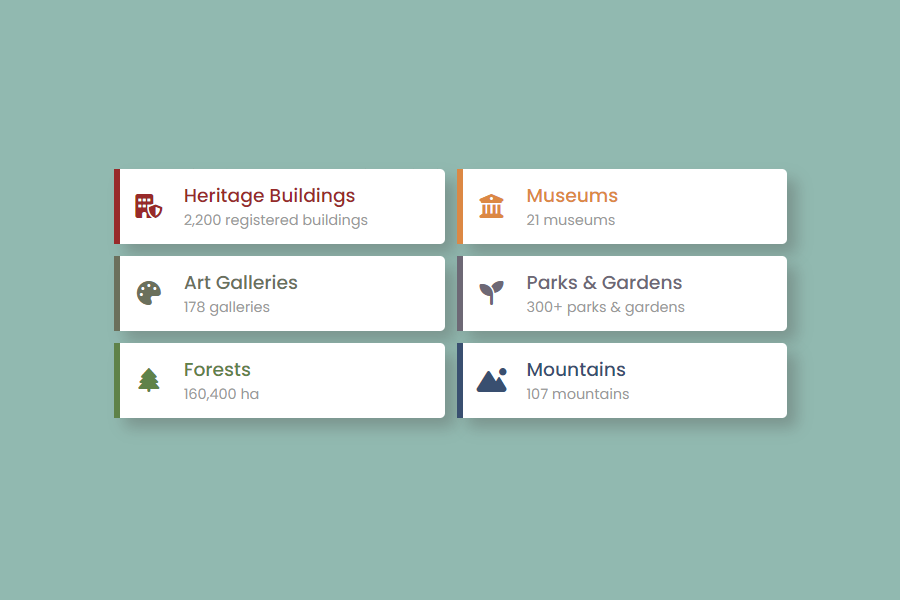 Heritage Buildings
2,200 registered buildings
Museums
21 museums
Art Galleries
178 galleries
Parks & Gardens
300+ parks & gardens
Forests
160,400 ha
Mountains
107 mountains